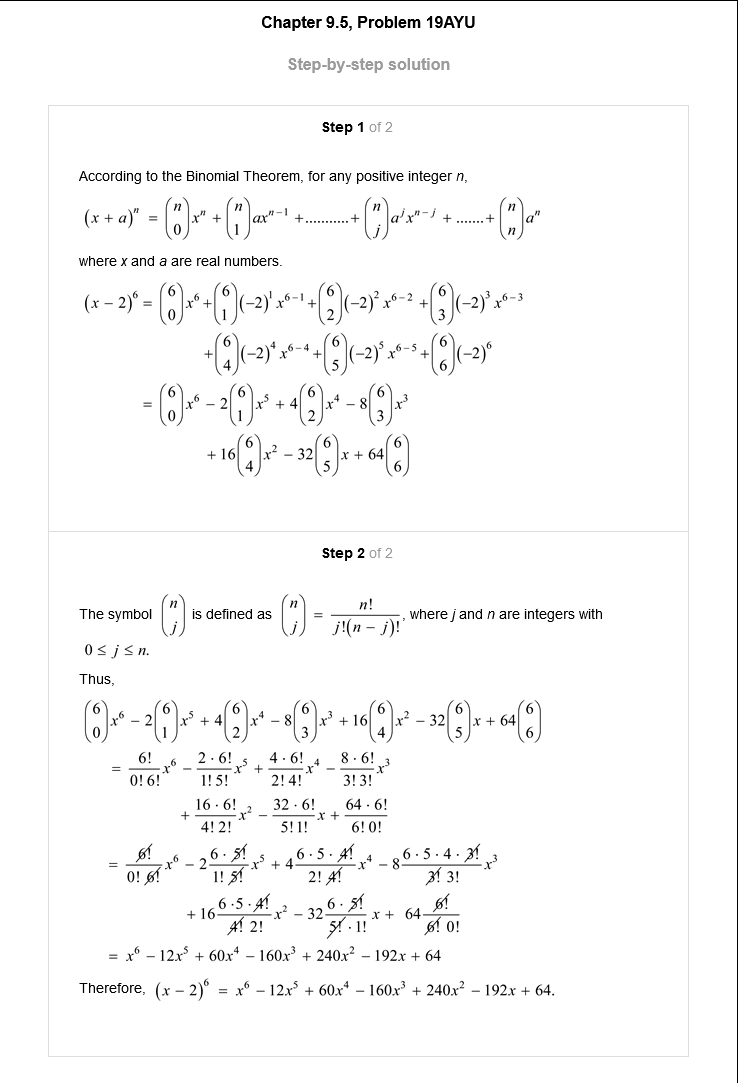 Chapter 9.5, Problem 19AYU
Step-by-step solution
Step 1 of 2
According to the Binomial Theorem, for any positive integer n,
$(x + a)^n = \binom{n}{0}x^n + \binom{n}{1}ax^{n-1} + ........... + \binom{n}{j}a^j x^{n-j} + ....... + \binom{n}{n}a^n$
where x and a are real numbers.
$(x - 2)^6 = \binom{6}{0}x^6 + \binom{6}{1}(-2)^1 x^{6-1} + \binom{6}{2}(-2)^2 x^{6-2} + \binom{6}{3}(-2)^3 x^{6-3}$
$+ \binom{6}{4}(-2)^4 x^{6-4} + \binom{6}{5}(-2)^5 x^{6-5} + \binom{6}{6}(-2)^6$
$= \binom{6}{0}x^6 - 2\binom{6}{1}x^5 + 4\binom{6}{2}x^4 - 8\binom{6}{3}x^3$
$+ 16\binom{6}{4}x^2 - 32\binom{6}{5}x + 64\binom{6}{6}$
Step 2 of 2
The symbol $\binom{n}{j}$ is defined as $\binom{n}{j} = \frac{n!}{j!(n - j)!}$, where j and n are integers with
$0 \le j \le n.$
Thus,
$\binom{6}{0}x^6 - 2\binom{6}{1}x^5 + 4\binom{6}{2}x^4 - 8\binom{6}{3}x^3 + 16\binom{6}{4}x^2 - 32\binom{6}{5}x + 64\binom{6}{6}$
$= \frac{6!}{0!\,6!}x^6 - \frac{2 \cdot 6!}{1!\,5!}x^5 + \frac{4 \cdot 6!}{2!\,4!}x^4 - \frac{8 \cdot 6!}{3!\,3!}x^3$
$+ \frac{16 \cdot 6!}{4!\,2!}x^2 - \frac{32 \cdot 6!}{5!\,1!}x + \frac{64 \cdot 6!}{6!\,0!}$
$= \frac{\cancel{6!}}{0!\,\cancel{6!}}x^6 - 2\frac{6 \cdot \cancel{5!}}{1!\,\cancel{5!}}x^5 + 4\frac{6 \cdot 5 \cdot \cancel{4!}}{2!\,\cancel{4!}}x^4 - 8\frac{6 \cdot 5 \cdot 4 \cdot \cancel{3!}}{\cancel{3!}\,3!}x^3$
$+ 16\frac{6 \cdot 5 \cdot \cancel{4!}}{\cancel{4!}\,2!}x^2 - 32\frac{6 \cdot \cancel{5!}}{\cancel{5!} \cdot 1!}x + 64\frac{\cancel{6!}}{\cancel{6!}\,0!}$
$= x^6 - 12x^5 + 60x^4 - 160x^3 + 240x^2 - 192x + 64$
Therefore, $(x - 2)^6 = x^6 - 12x^5 + 60x^4 - 160x^3 + 240x^2 - 192x + 64.$